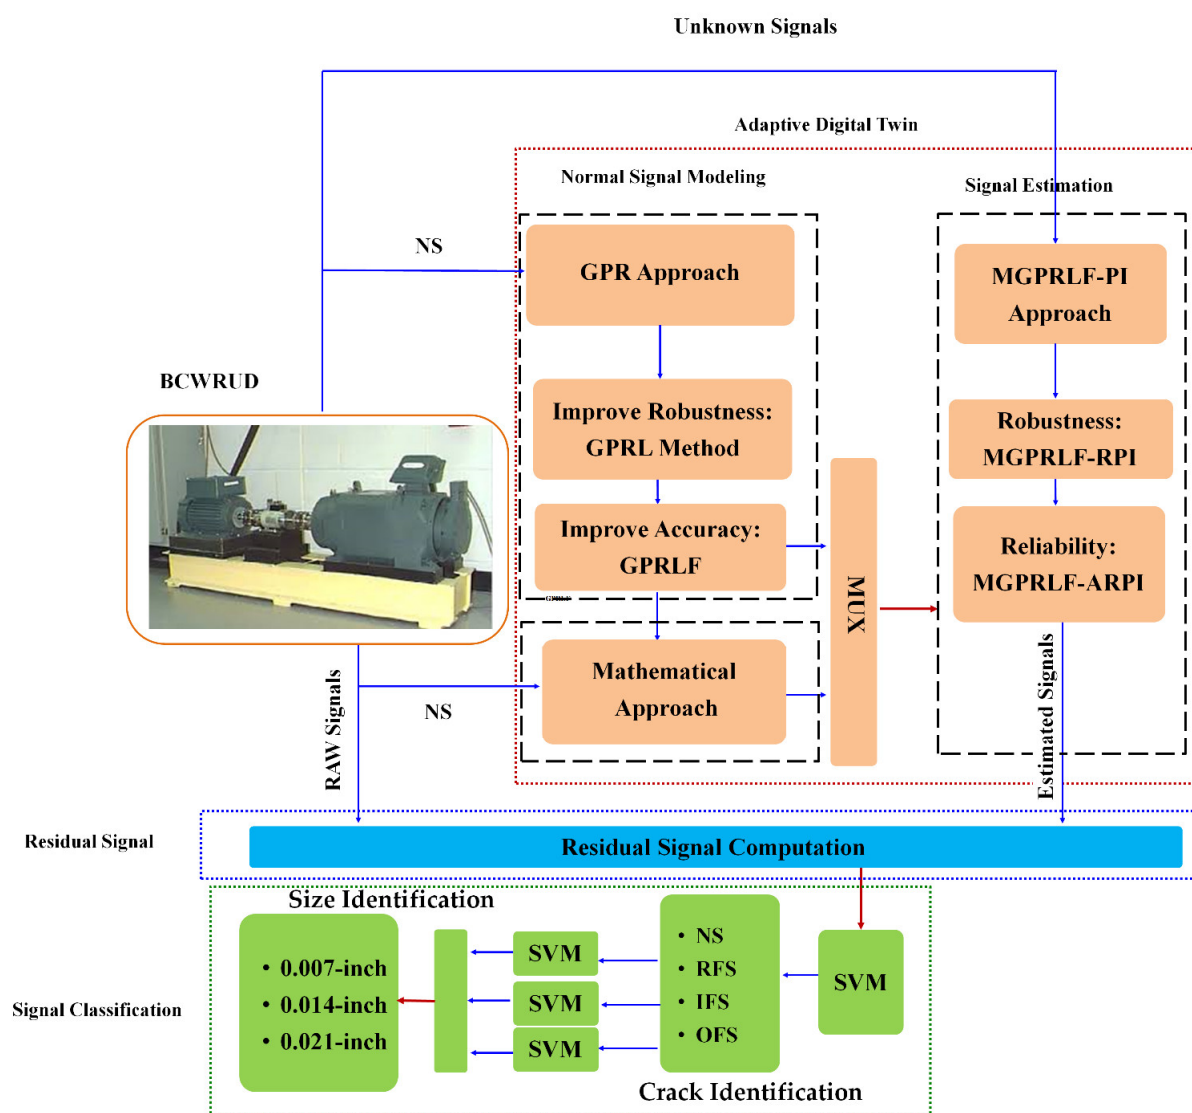 Unknown Signals
Adaptive Digital Twin
Normal Signal Modeling
Signal Estimation
NS
GPR Approach
MGPRLF-PI
Approach
BCWRUD
Improve Robustness:
GPRL Method
Robustness:
MGPRLF-RPI
Improve Accuracy:
GPRLF
Reliability:
MGPRLF-ARPI
MUX
Mathematical
Approach
NS
RAW Signals
Estimated Signals
Residual Signal
Residual Signal Computation
Size Identification
• 0.007-inch
• 0.014-inch
• 0.021-inch
SVM
SVM
SVM
• NS
• RFS
• IFS
• OFS
SVM
Signal Classification
Crack Identification